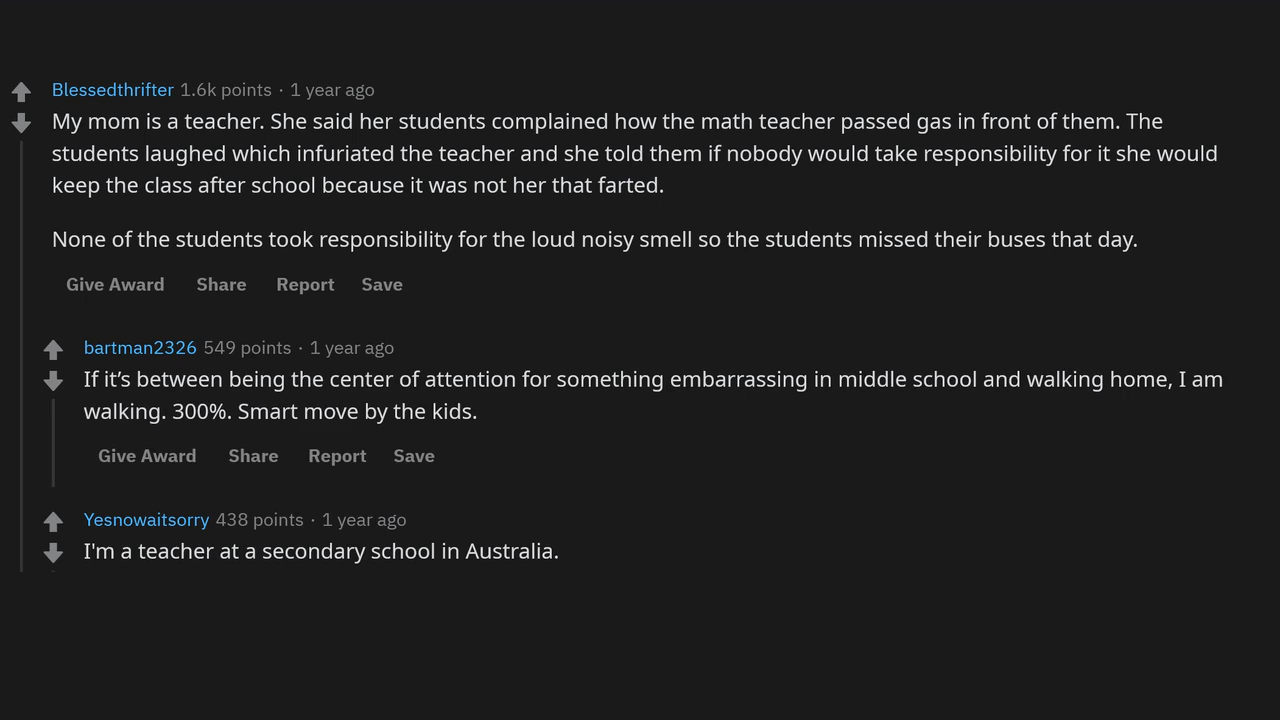 Blessedthrifter 1.6k points · 1 year ago
My mom is a teacher. She said her students complained how the math teacher passed gas in front of them. The
students laughed which infuriated the teacher and she told them if nobody would take responsibility for it she would
keep the class after school because it was not her that farted.
None of the students took responsibility for the loud noisy smell so the students missed their buses that day.
Give Award Share Report Save
bartman2326 549 points · 1 year ago
If it’s between being the center of attention for something embarrassing in middle school and walking home, I am
walking. 300%. Smart move by the kids.
Give Award Share Report Save
Yesnowaitsorry 438 points · 1 year ago
I'm a teacher at a secondary school in Australia.